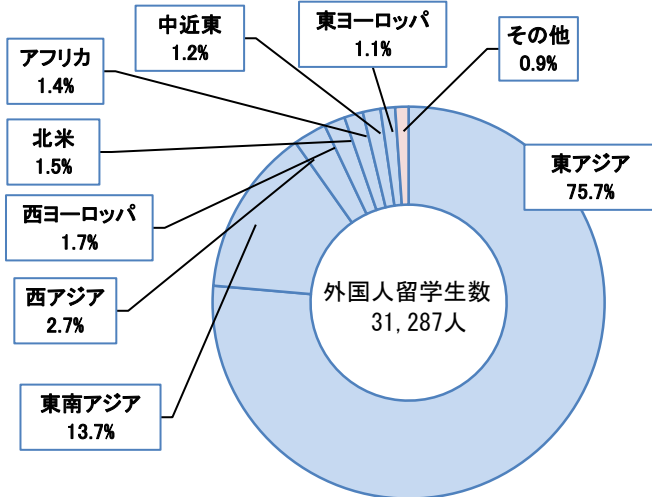 中近東
1.2%
東ヨーロッパ
1.1%
その他
0.9%
アフリカ
1.4%
北米
1.5%
東アジア
75.7%
西ヨーロッパ
1.7%
西アジア
2.7%
東南アジア
13.7%
外国人留学生数
31,287人